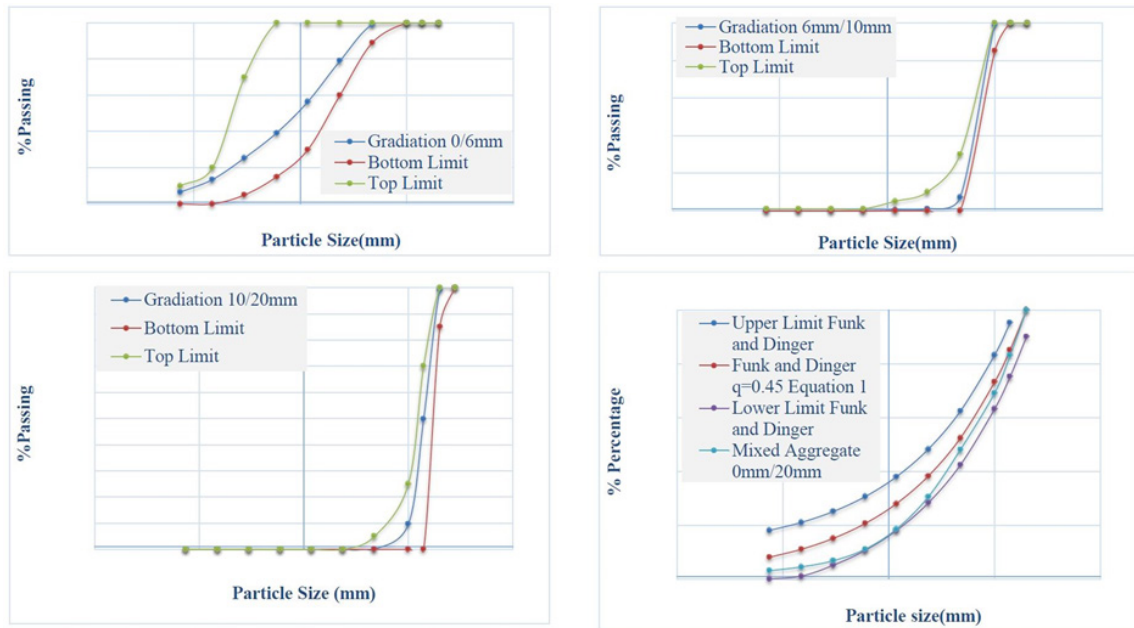 %Passing
Gradiation 0/6mm
Bottom Limit
Top Limit
Particle Size(mm)
%Passing
Gradation 6mm/10mm
Bottom Limit
Top Limit
Particle Size(mm)
%Passing
Gradiation 10/20mm
Bottom Limit
Top Limit
Particle Size (mm)
% Percentage
Upper Limit Funk
and Dinger
Funk and Dinger
q=0.45 Equation 1
Lower Limit Funk
and Dinger
Mixed Aggregate
0mm/20mm
Particle size(mm)